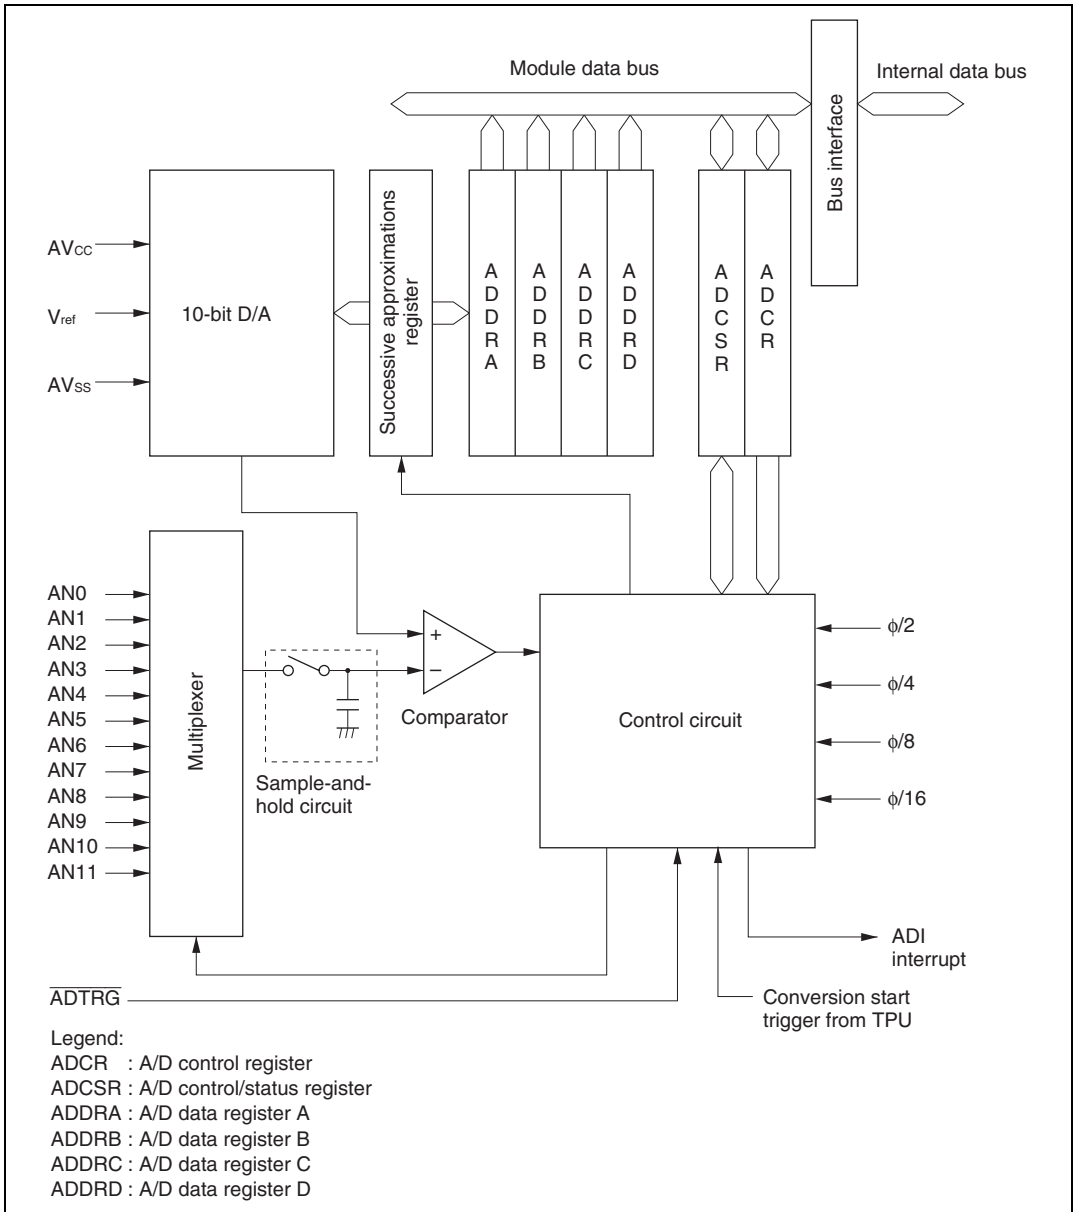 Module data bus
Internal data bus
Bus interface
AVCC
Vref
AVSS
10-bit D/A
Successive approximations
register
ADDRA
ADDRB
ADDRC
ADDRD
ADCSR
ADCR
AN0
AN1
AN2
AN3
AN4
AN5
AN6
AN7
AN8
AN9
AN10
AN11
Multiplexer
+
−
Comparator
Sample-and-
hold circuit
Control circuit
ϕ/2
ϕ/4
ϕ/8
ϕ/16
ADI
interrupt
ADTRG
Conversion start
trigger from TPU
Legend:
ADCR : A/D control register
ADCSR : A/D control/status register
ADDRA : A/D data register A
ADDRB : A/D data register B
ADDRC : A/D data register C
ADDRD : A/D data register D